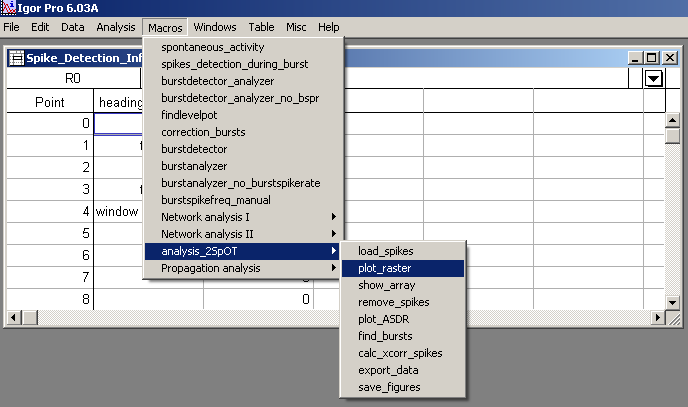 Igor Pro 6.03A
File Edit Data Analysis Macros Windows Table Misc Help
Spike_Detection_Inf
R0
Point heading
0
1 t
2
3 t
4 window
5
6
7
8 0
spontaneous_activity
spikes_detection_during_burst
burstdetector_analyzer
burstdetector_analyzer_no_bspr
findlevelpot
correction_bursts
burstdetector
burstanalyzer
burstanalyzer_no_burstspikerate
burstspikefreq_manual
Network analysis I
Network analysis II
analysis_2SpOT
Propagation analysis
load_spikes
plot_raster
show_array
remove_spikes
plot_ASDR
find_bursts
calc_xcorr_spikes
export_data
save_figures